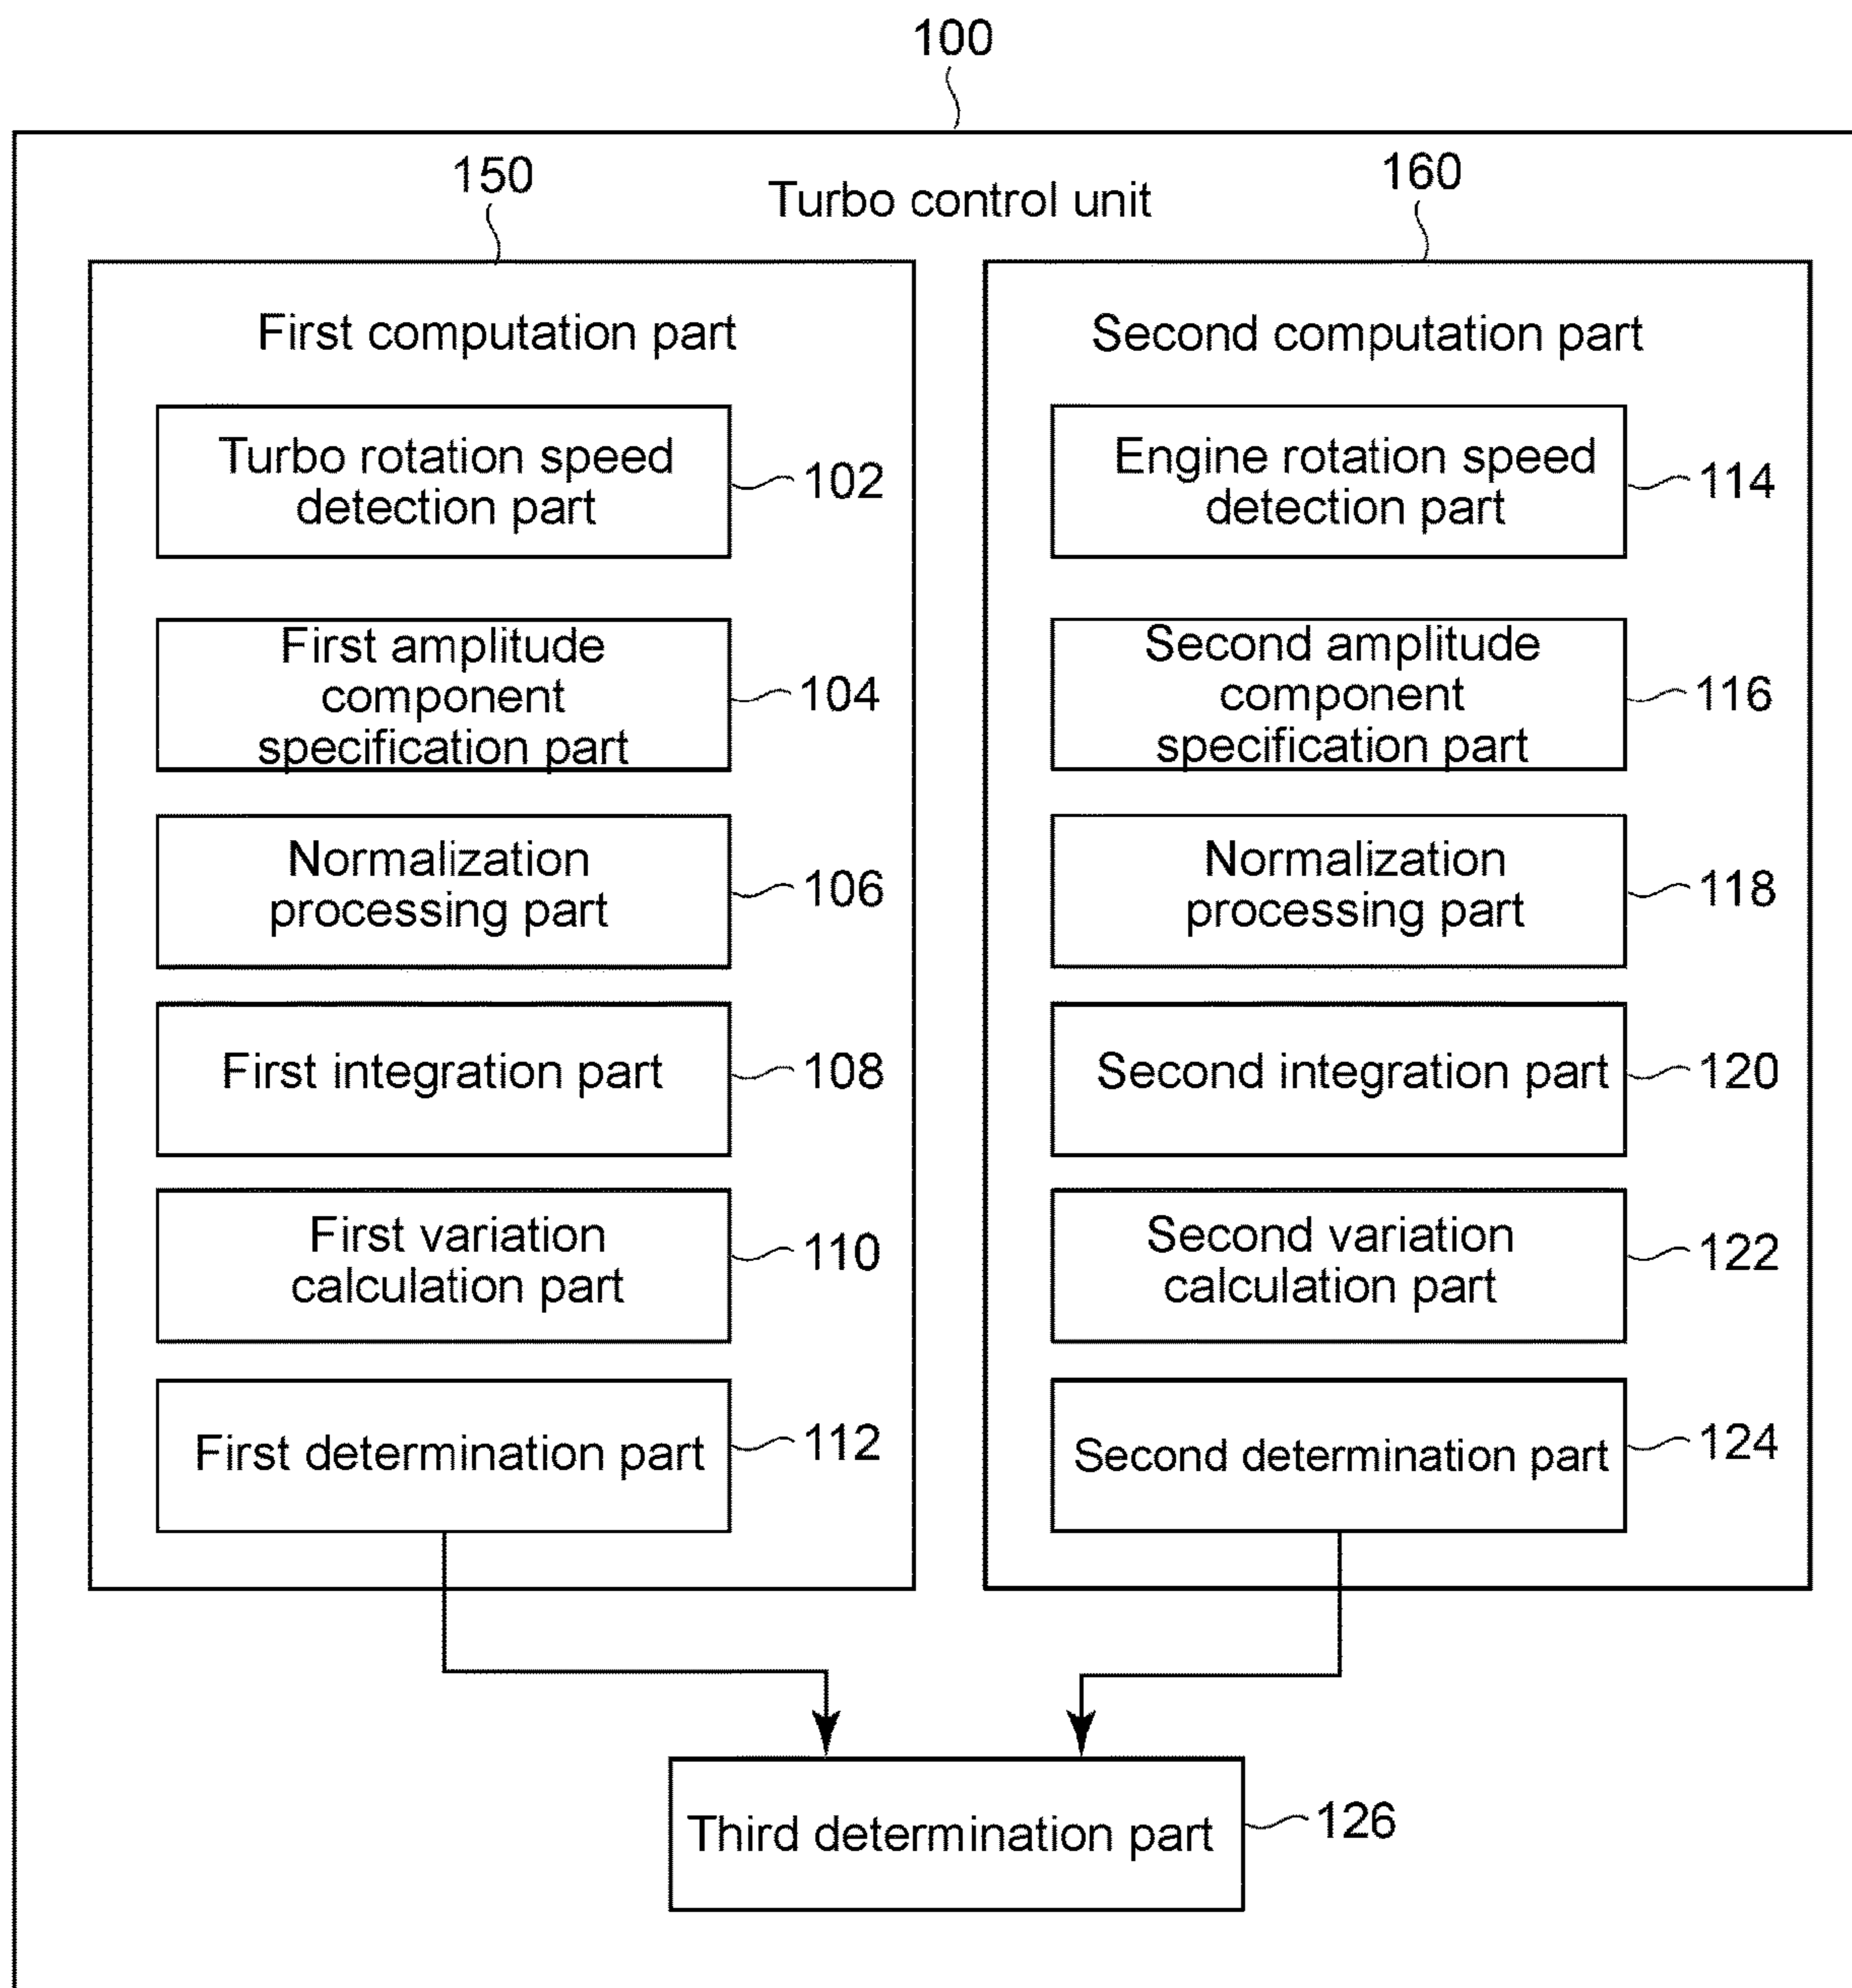 100
Turbo control unit
150
First computation part
Turbo rotation speed
detection part
102
First amplitude
component
specification part
104
Normalization
processing part
106
First integration part
108
First variation
calculation part
110
First determination part
112
160
Second computation part
Engine rotation speed
detection part
114
Second amplitude
component
specification part
116
Normalization
processing part
118
Second integration part
120
Second variation
calculation part
122
Second determination part
124
Third determination part
126